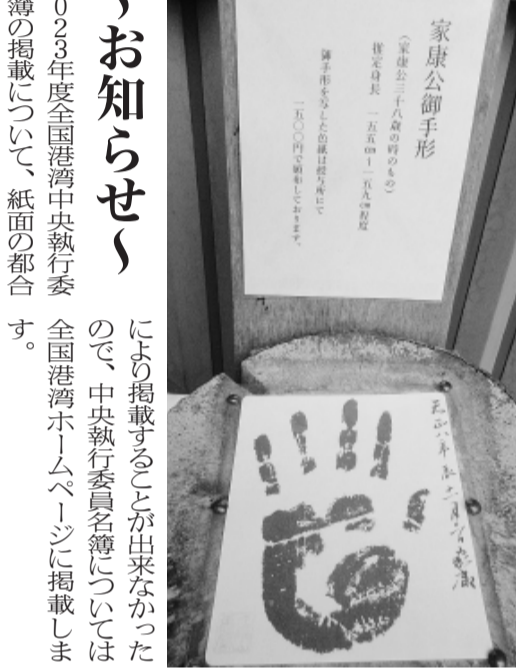 家康公御手形
(家康公三十八歳の時のもの)
推定身長　一五五㎝〜一五九㎝程度
御手形を写した色紙は授与所にて
一五〇〇円で頒布しております。
〜お知らせ〜
023年度全国港湾中央執行委
簿の掲載について、紙面の都合
により掲載することが出来なかった
ので、中央執行委員名簿については
全国港湾ホームページに掲載しま
す。